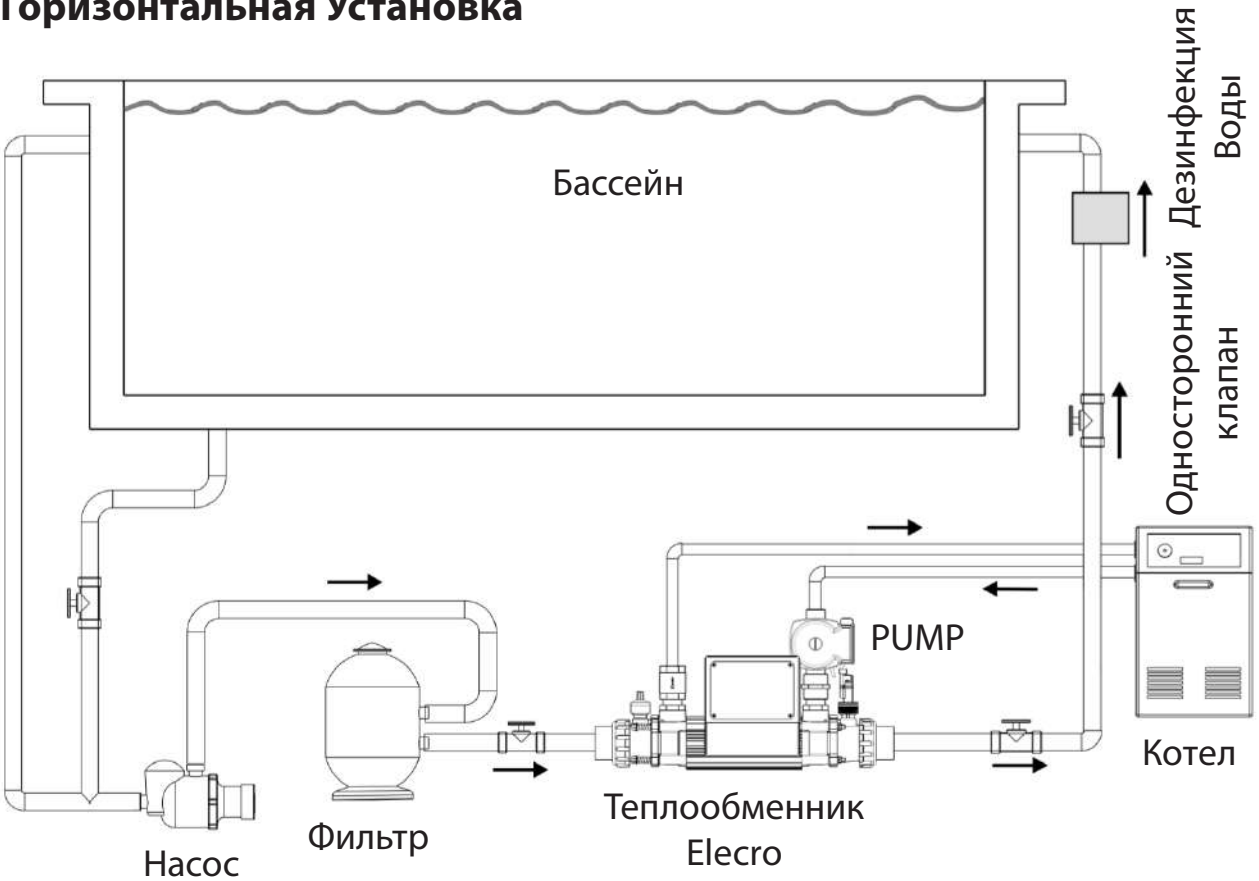 Горизонтальная Установка
Бассейн
Дезинфекция
Воды
Односторонний
клапан
PUMP
Котел
Теплообменник
Elecro
Фильтр
Насос